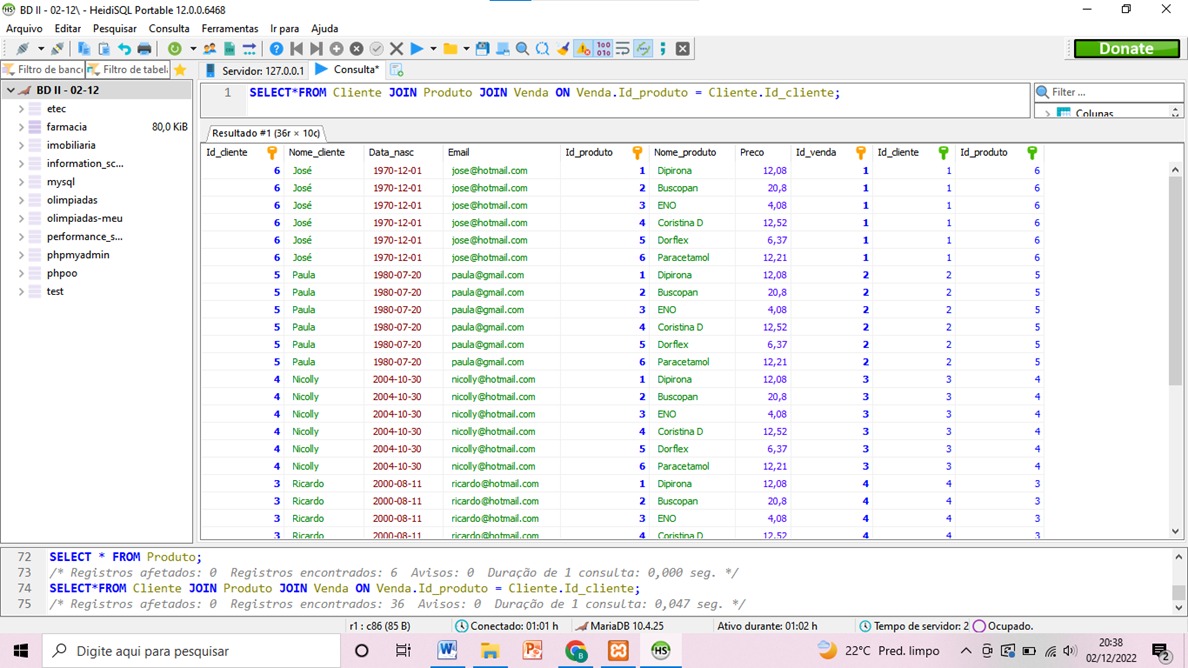 BD II - 02-12\ - HeidiSQL Portable 12.0.0.6468
Arquivo Editar Pesquisar Consulta Ferramentas Ir para Ajuda
Donate
Filtro de banco Filtro de tabela Servidor: 127.0.0.1 Consulta*
BD II - 02-12
etec
farmacia 80,0 KiB
imobiliaria
information_sc...
mysql
olimpiadas
olimpiadas-meu
performance_s...
phpmyadmin
phpoo
test
1 SELECT*FROM Cliente JOIN Produto JOIN Venda ON Venda.Id_produto = Cliente.Id_cliente;
Filter ...
Colunas
Resultado #1 (36r × 10c)
Id_cliente Nome_cliente Data_nasc Email Id_produto Nome_produto Preco Id_venda Id_cliente Id_produto
6 José 1970-12-01 jose@hotmail.com 1 Dipirona 12,08 1 1 6
6 José 1970-12-01 jose@hotmail.com 2 Buscopan 20,8 1 1 6
6 José 1970-12-01 jose@hotmail.com 3 ENO 4,08 1 1 6
6 José 1970-12-01 jose@hotmail.com 4 Coristina D 12,52 1 1 6
6 José 1970-12-01 jose@hotmail.com 5 Dorflex 6,37 1 1 6
6 José 1970-12-01 jose@hotmail.com 6 Paracetamol 12,21 1 1 6
5 Paula 1980-07-20 paula@gmail.com 1 Dipirona 12,08 2 2 5
5 Paula 1980-07-20 paula@gmail.com 2 Buscopan 20,8 2 2 5
5 Paula 1980-07-20 paula@gmail.com 3 ENO 4,08 2 2 5
5 Paula 1980-07-20 paula@gmail.com 4 Coristina D 12,52 2 2 5
5 Paula 1980-07-20 paula@gmail.com 5 Dorflex 6,37 2 2 5
5 Paula 1980-07-20 paula@gmail.com 6 Paracetamol 12,21 2 2 5
4 Nicolly 2004-10-30 nicolly@hotmail.com 1 Dipirona 12,08 3 3 4
4 Nicolly 2004-10-30 nicolly@hotmail.com 2 Buscopan 20,8 3 3 4
4 Nicolly 2004-10-30 nicolly@hotmail.com 3 ENO 4,08 3 3 4
4 Nicolly 2004-10-30 nicolly@hotmail.com 4 Coristina D 12,52 3 3 4
4 Nicolly 2004-10-30 nicolly@hotmail.com 5 Dorflex 6,37 3 3 4
4 Nicolly 2004-10-30 nicolly@hotmail.com 6 Paracetamol 12,21 3 3 4
3 Ricardo 2000-08-11 ricardo@hotmail.com 1 Dipirona 12,08 4 4 3
3 Ricardo 2000-08-11 ricardo@hotmail.com 2 Buscopan 20,8 4 4 3
3 Ricardo 2000-08-11 ricardo@hotmail.com 3 ENO 4,08 4 4 3
3 Ricardo 2000-08-11 ricardo@hotmail.com 4 Coristina D 12,52 4 4 3
72 SELECT * FROM Produto;
73 /* Registros afetados: 0 Registros encontrados: 6 Avisos: 0 Duração de 1 consulta: 0,000 seg. */
74 SELECT*FROM Cliente JOIN Produto JOIN Venda ON Venda.Id_produto = Cliente.Id_cliente;
75 /* Registros afetados: 0 Registros encontrados: 36 Avisos: 0 Duração de 1 consulta: 0,047 seg. */
r1 : c86 (85 B) Conectado: 01:01 h MariaDB 10.4.25 Ativo durante: 01:02 h Tempo de servidor: 2 Ocupado.
Digite aqui para pesquisar
22°C Pred. limpo
20:38
02/12/2022
2